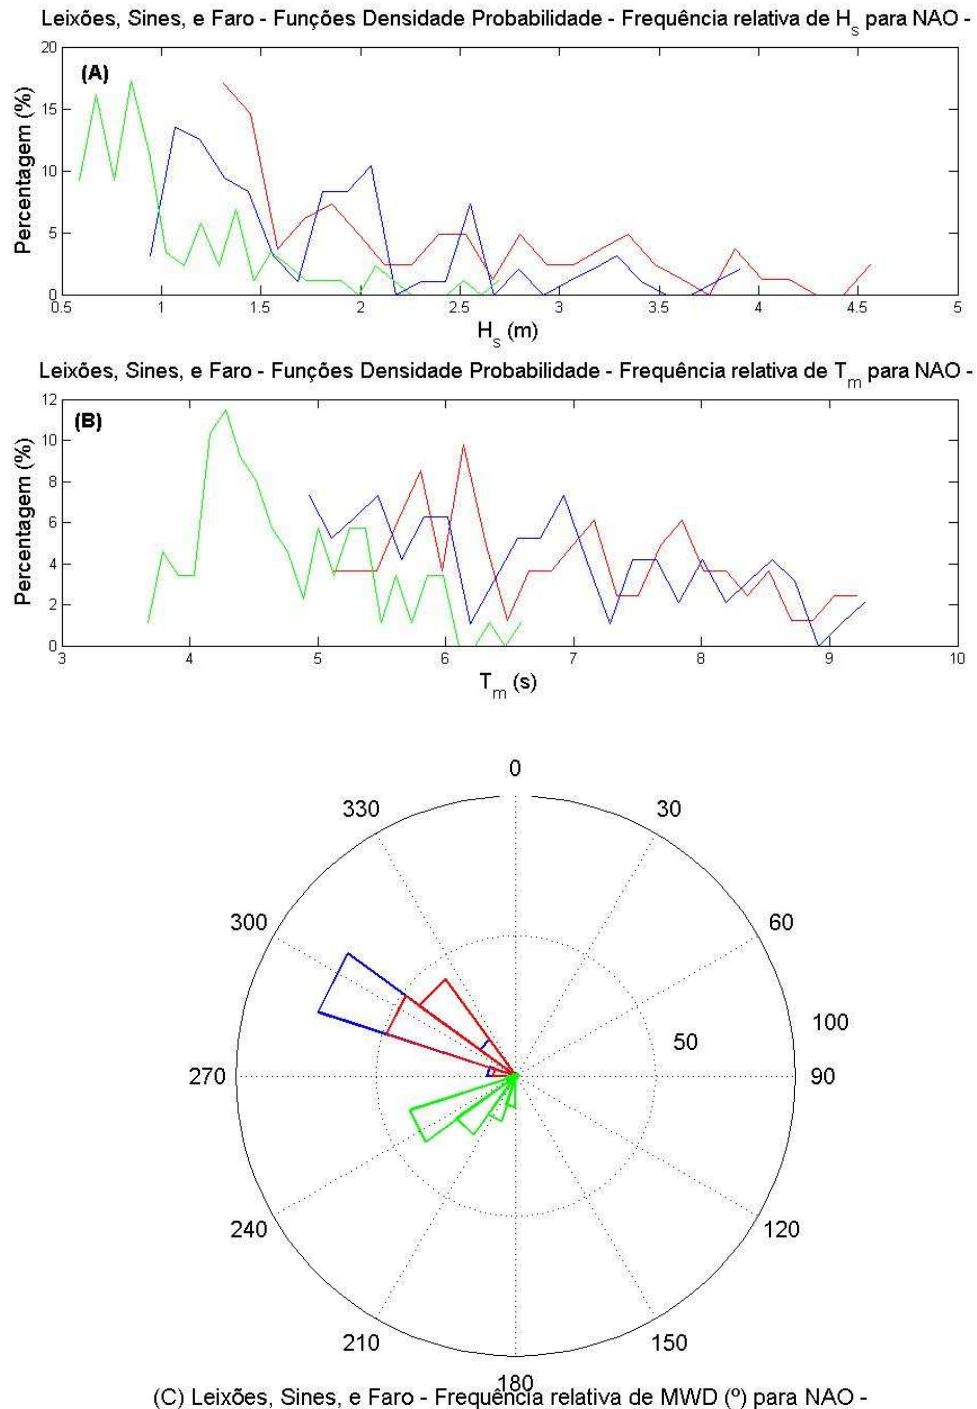 Leixões, Sines, e Faro - Funções Densidade Probabilidade - Frequência relativa de Hs para NAO -
(A)
Percentagem (%)
20
15
10
5
0
0.5 1 1.5 2 2.5 3 3.5 4 4.5 5
Hs (m)
Leixões, Sines, e Faro - Funções Densidade Probabilidade - Frequência relativa de Tm para NAO -
(B)
Percentagem (%)
12
10
8
6
4
2
0
3 4 5 6 7 8 9 10
Tm (s)
0
330 30
300 60
100
50
270 90
240 120
210 150
180
(C) Leixões, Sines, e Faro - Frequência relativa de MWD (º) para NAO -